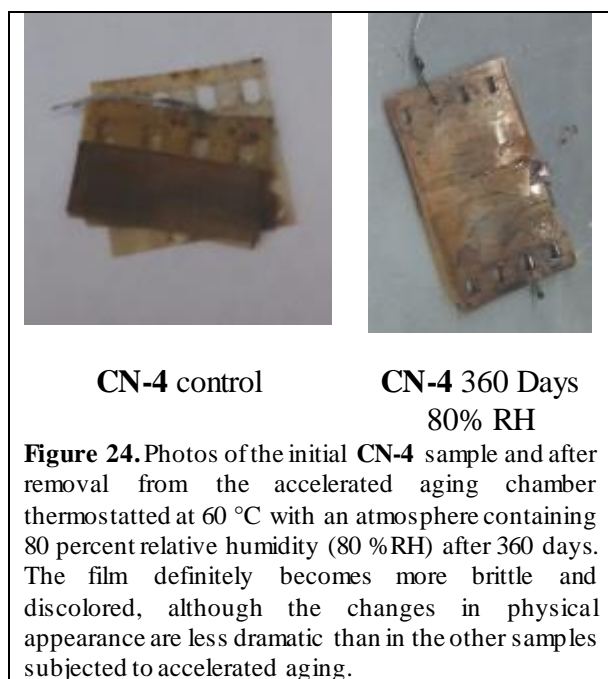 CN-4 control
CN-4 360 Days
80% RH
Figure 24. Photos of the initial CN-4 sample and after
removal from the accelerated aging chamber
thermostatted at 60 °C with an atmosphere containing
80 percent relative humidity (80 %RH) after 360 days.
The film definitely becomes more brittle and
discolored, although the changes in physical
appearance are less dramatic than in the other samples
subjected to accelerated aging.